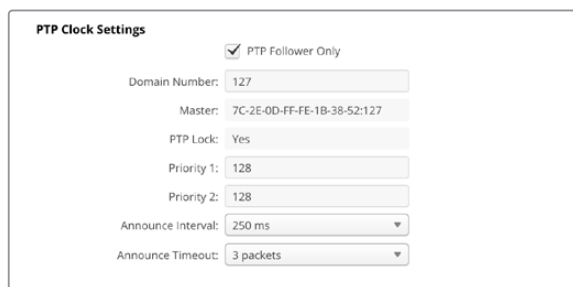 PTP Clock Settings
PTP Follower Only
Domain Number: 127
Master: 7C-2E-0D-FF-FE-1B-38-52:127
PTP Lock: Yes
Priority 1: 128
Priority 2: 128
Announce Interval: 250 ms
Announce Timeout: 3 packets